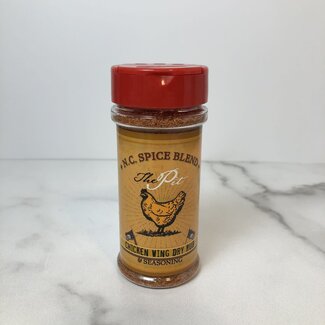 N.C. SPICE BLEND
The Pit
CHICKEN WING DRY RUB
& SEASONING